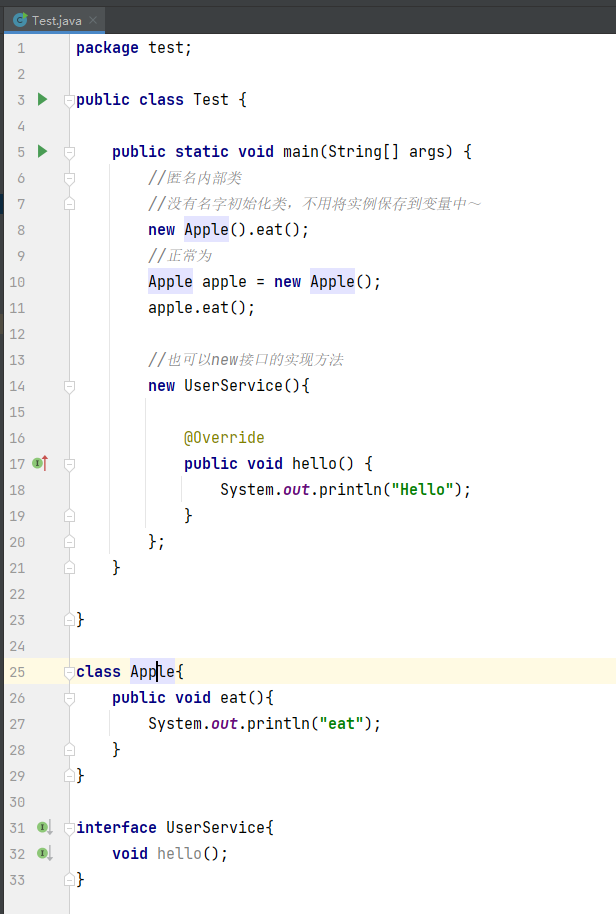 Test.java
1 package test;
2
3 public class Test {
4
5 public static void main(String[] args) {
6 //匿名内部类
7 //没有名字初始化类，不用将实例保存到变量中～
8 new Apple().eat();
9 //正常为
10 Apple apple = new Apple();
11 apple.eat();
12
13 //也可以new接口的实现方法
14 new UserService(){
15
16 @Override
17 public void hello() {
18 System.out.println("Hello");
19 }
20 };
21 }
22
23 }
24
25 class Apple{
26 public void eat(){
27 System.out.println("eat");
28 }
29 }
30
31 interface UserService{
32 void hello();
33 }